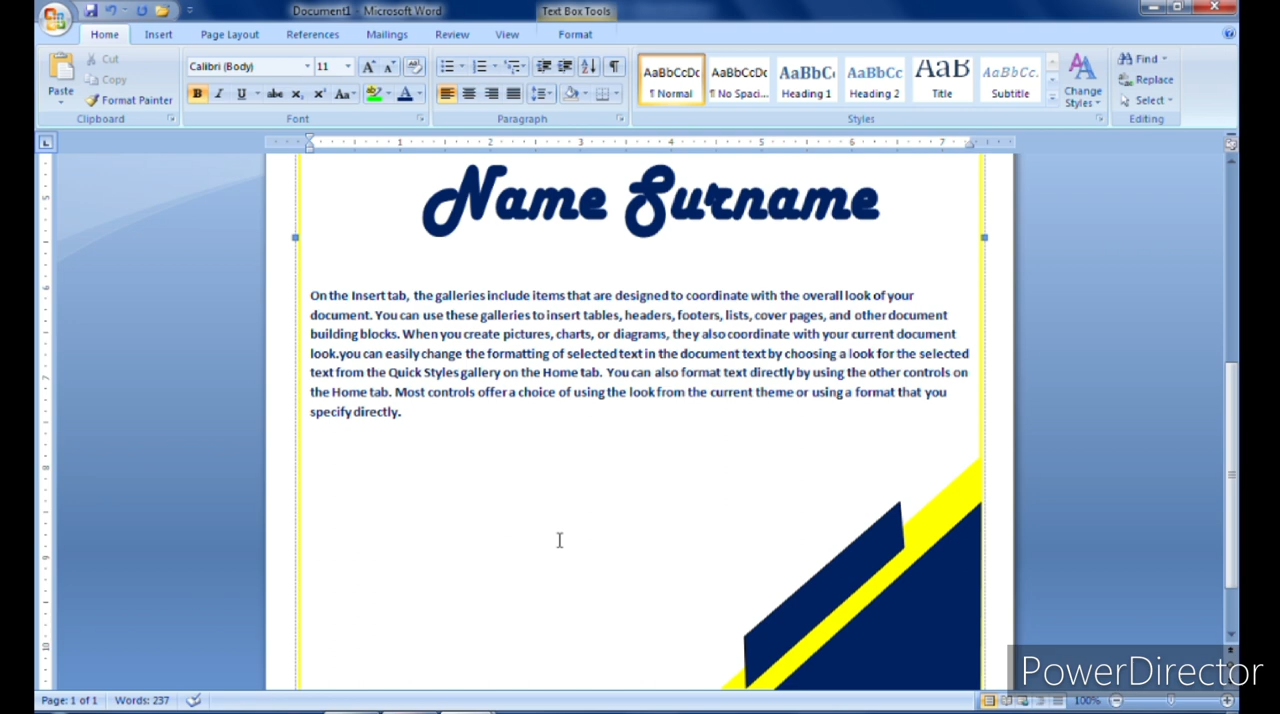 Document1 - Microsoft Word
Text Box Tools
Home Insert Page Layout References Mailings Review View Format
Paste
Cut
Copy
Format Painter
Clipboard
Calibri (Body) 11
Font
Paragraph
AaBbCcDc AaBbCcDc AaBbC AaBbCc AaB AaBbCc.
¶ Normal ¶ No Spaci... Heading 1 Heading 2 Title Subtitle
Change
Styles
Styles
Find
Replace
Select
Editing
1 2 3 4 5 6 7
Name Surname
On the Insert tab, the galleries include items that are designed to coordinate with the overall look of your
document. You can use these galleries to insert tables, headers, footers, lists, cover pages, and other document
building blocks. When you create pictures, charts, or diagrams, they also coordinate with your current document
look.you can easily change the formatting of selected text in the document text by choosing a look for the selected
text from the Quick Styles gallery on the Home tab. You can also format text directly by using the other controls on
the Home tab. Most controls offer a choice of using the look from the current theme or using a format that you
specify directly.
PowerDirector
Page: 1 of 1 Words: 237 100%